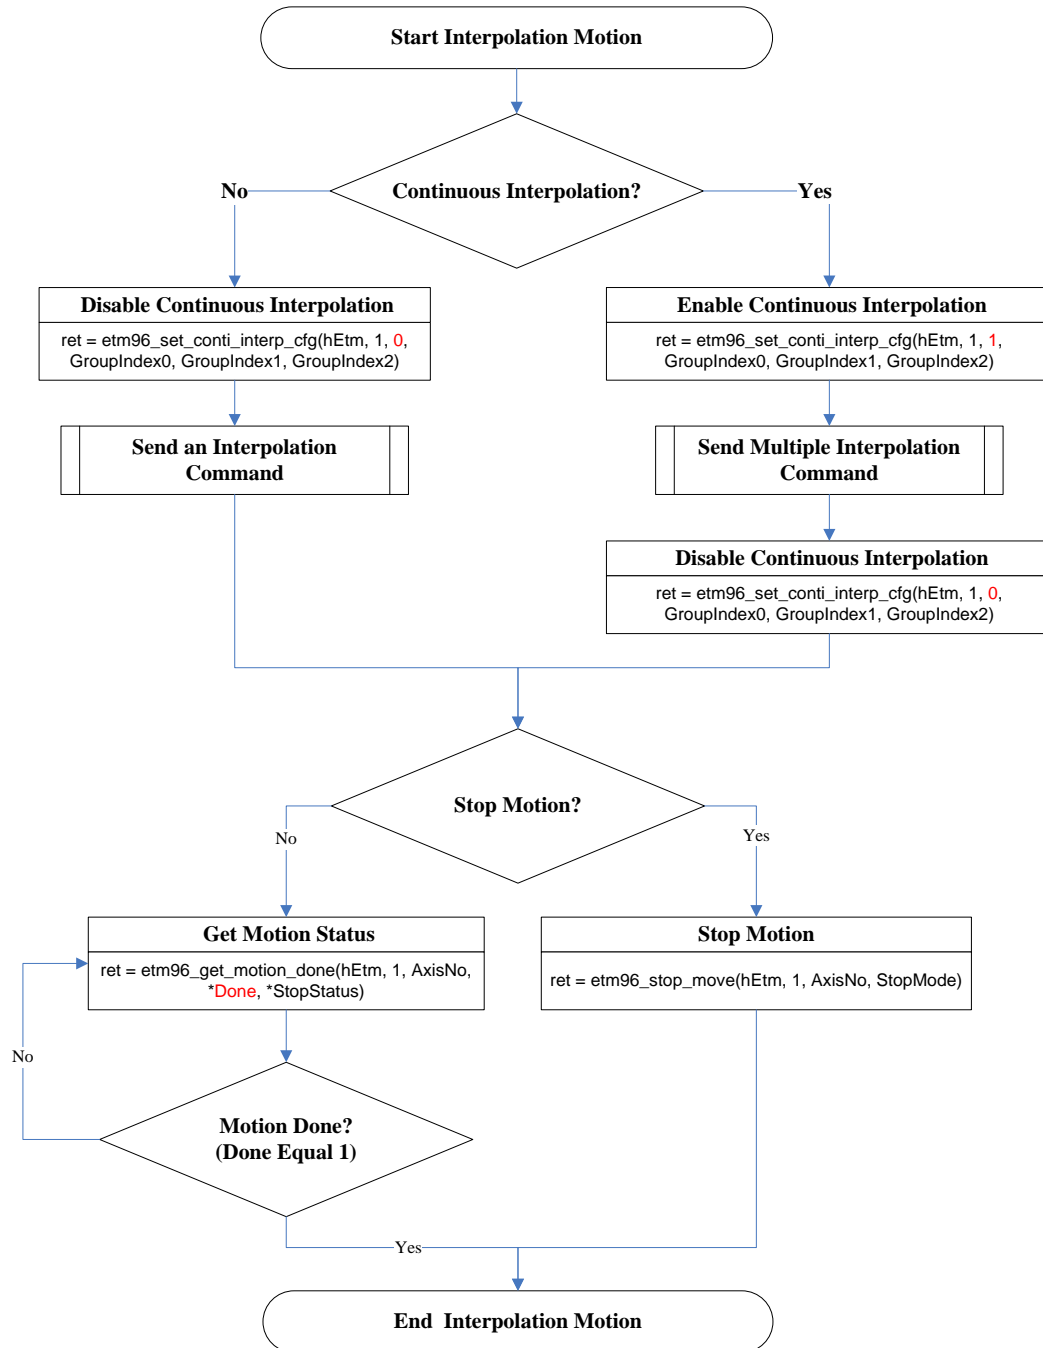 Start Interpolation Motion
Continuous Interpolation?
No
Yes
Disable Continuous Interpolation
ret = etm96_set_conti_interp_cfg(hEtm, 1, 0,
GroupIndex0, GroupIndex1, GroupIndex2)
Enable Continuous Interpolation
ret = etm96_set_conti_interp_cfg(hEtm, 1, 1,
GroupIndex0, GroupIndex1, GroupIndex2)
Send an Interpolation
Command
Send Multiple Interpolation
Command
Disable Continuous Interpolation
ret = etm96_set_conti_interp_cfg(hEtm, 1, 0,
GroupIndex0, GroupIndex1, GroupIndex2)
Stop Motion?
No
Yes
Get Motion Status
ret = etm96_get_motion_done(hEtm, 1, AxisNo,
*Done, *StopStatus)
Stop Motion
ret = etm96_stop_move(hEtm, 1, AxisNo, StopMode)
No
Motion Done?
(Done Equal 1)
Yes
End Interpolation Motion